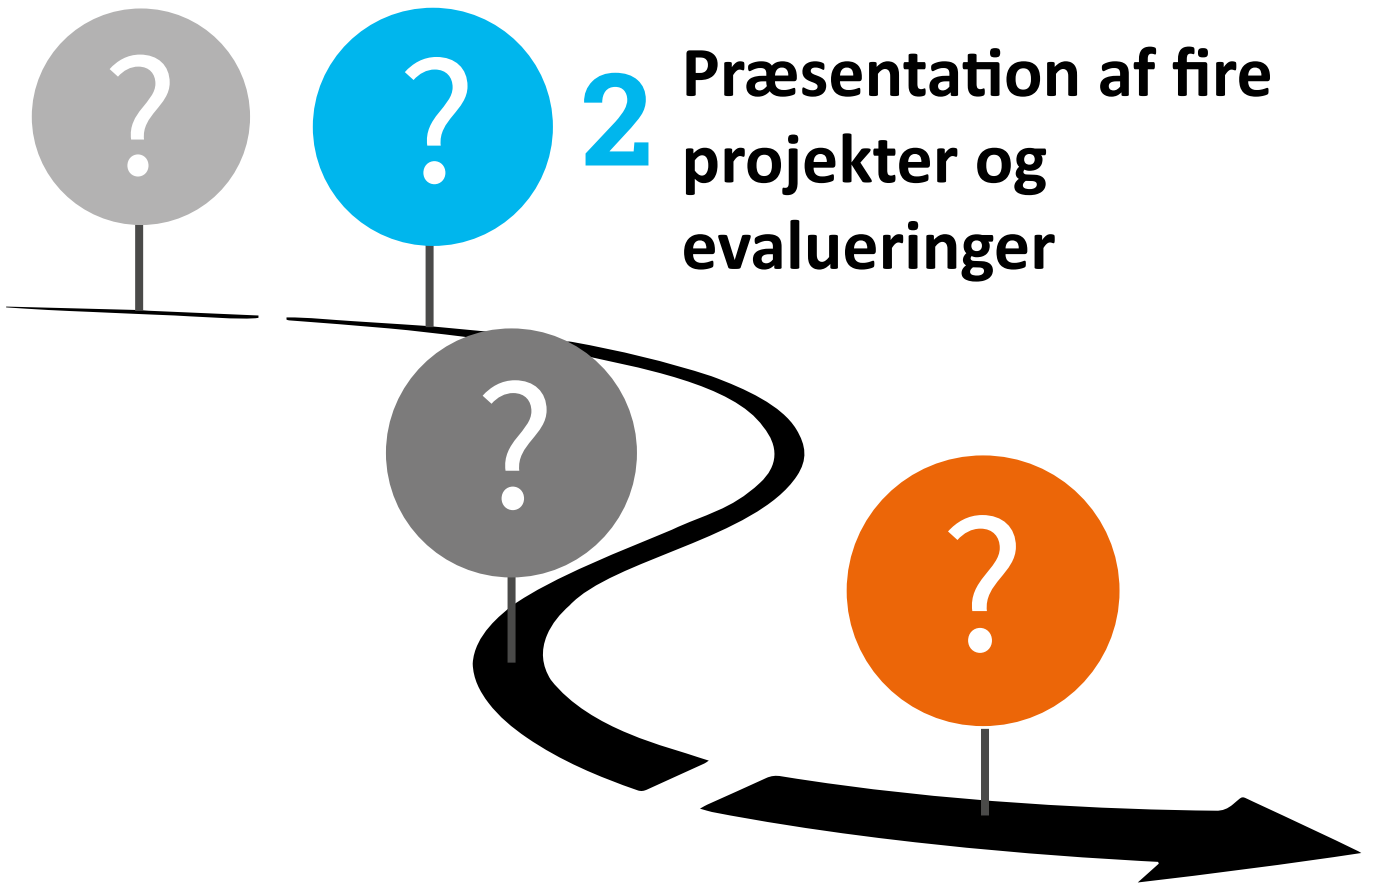 ?
?
2
Præsentation af fire
projekter og
evalueringer
?
?